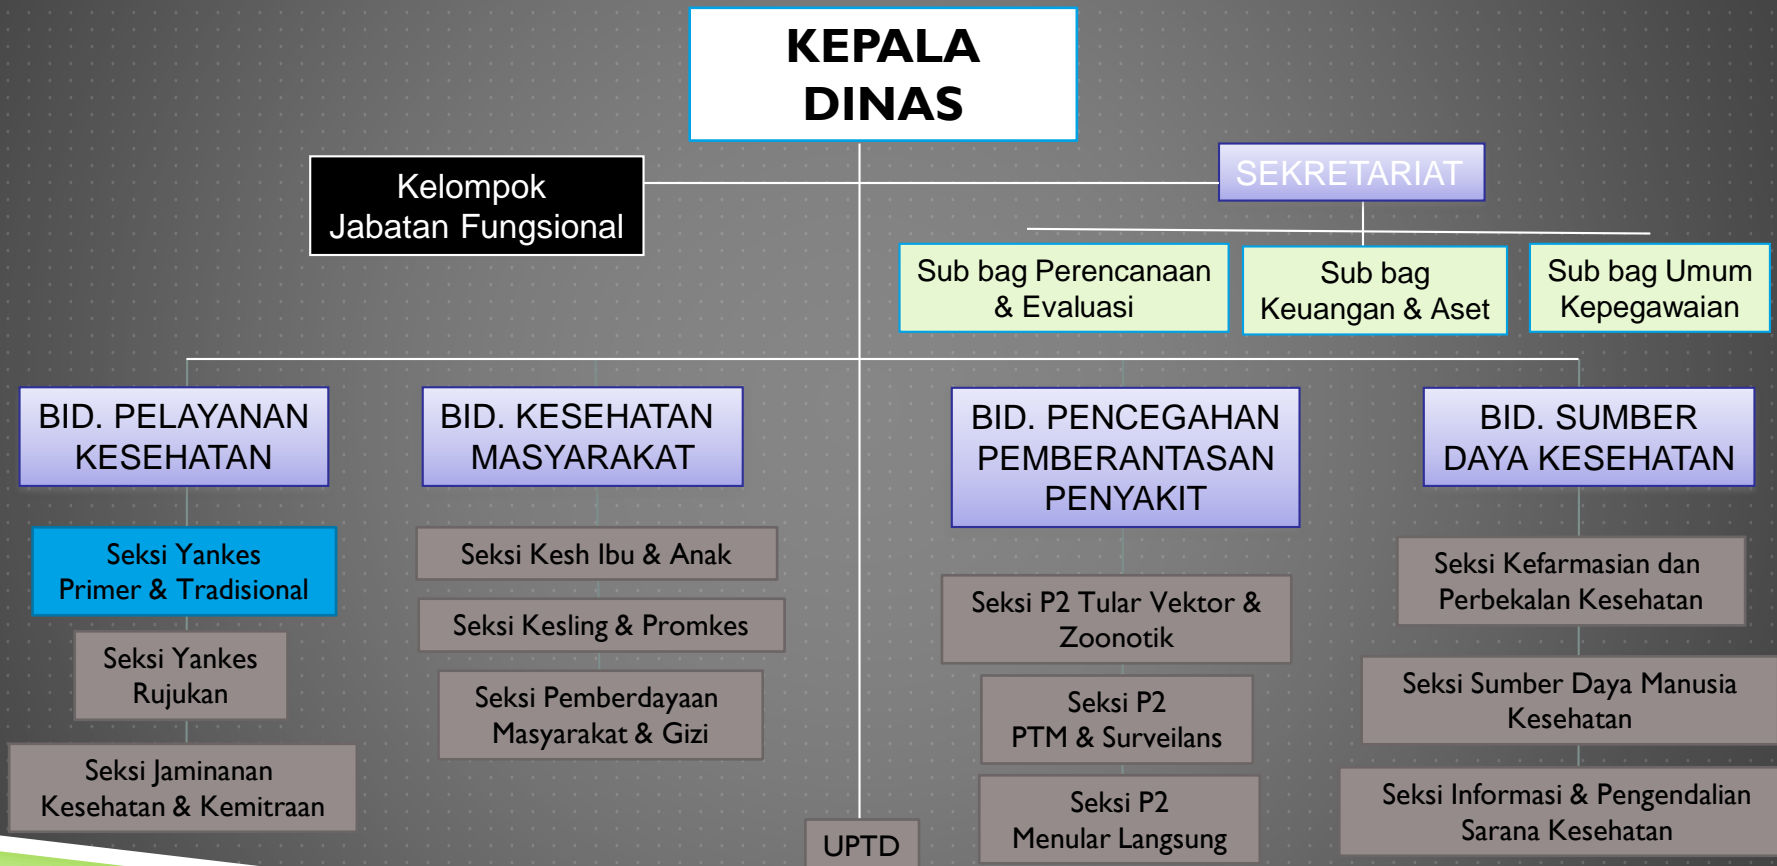 KEPALA
DINAS
Kelompok
Jabatan Fungsional
SEKRETARIAT
Sub bag Perencanaan
& Evaluasi
Sub bag
Keuangan & Aset
Sub bag Umum
Kepegawaian
BID. PELAYANAN
KESEHATAN
Seksi Yankes
Primer & Tradisional
Seksi Yankes
Rujukan
Seksi Jaminanan
Kesehatan & Kemitraan
BID. KESEHATAN
MASYARAKAT
Seksi Kesh Ibu & Anak
Seksi Kesling & Promkes
Seksi Pemberdayaan
Masyarakat & Gizi
BID. PENCEGAHAN
PEMBERANTASAN
PENYAKIT
Seksi P2 Tular Vektor &
Zoonotik
Seksi P2
PTM & Surveilans
Seksi P2
Menular Langsung
BID. SUMBER
DAYA KESEHATAN
Seksi Kefarmasian dan
Perbekalan Kesehatan
Seksi Sumber Daya Manusia
Kesehatan
Seksi Informasi & Pengendalian
Sarana Kesehatan
UPTD